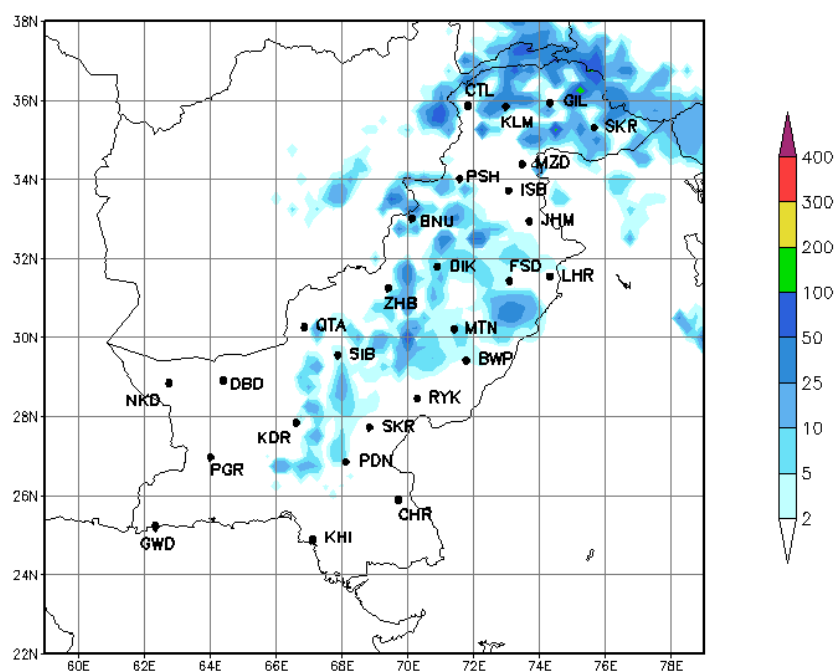 38N
36N
34N
32N
30N
28N
26N
24N
22N
60E 62E 64E 66E 68E 70E 72E 74E 76E 78E
CTL
KLM
GIL
SKR
MZD
PSH
ISB
BNU
JHM
DIK
FSD
LHR
ZHB
QTA
MTN
SIB
BWP
NKD
DBD
RYK
KDR
SKR
PGR
PDN
CHR
GWD
KHI
400
300
200
100
50
25
10
5
2